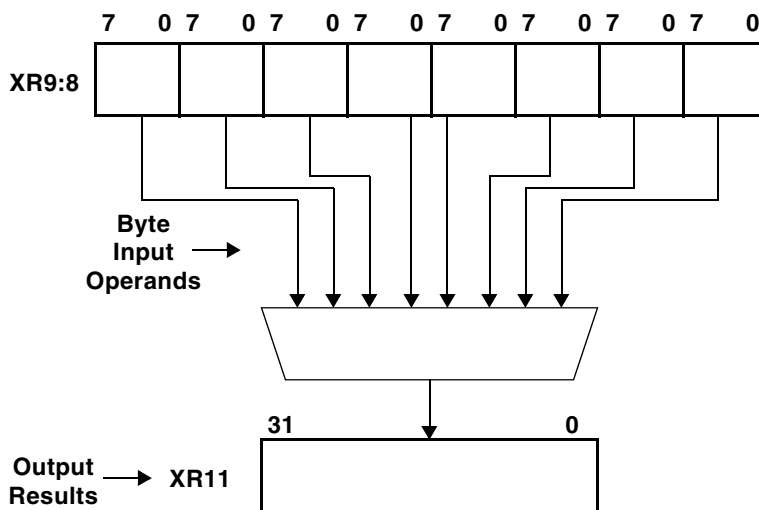 7 0 7 0 7 0 7 0 7 0 7 0 7 0 7 0
XR9:8
Byte
Input
Operands
31 0
Output
Results
XR11